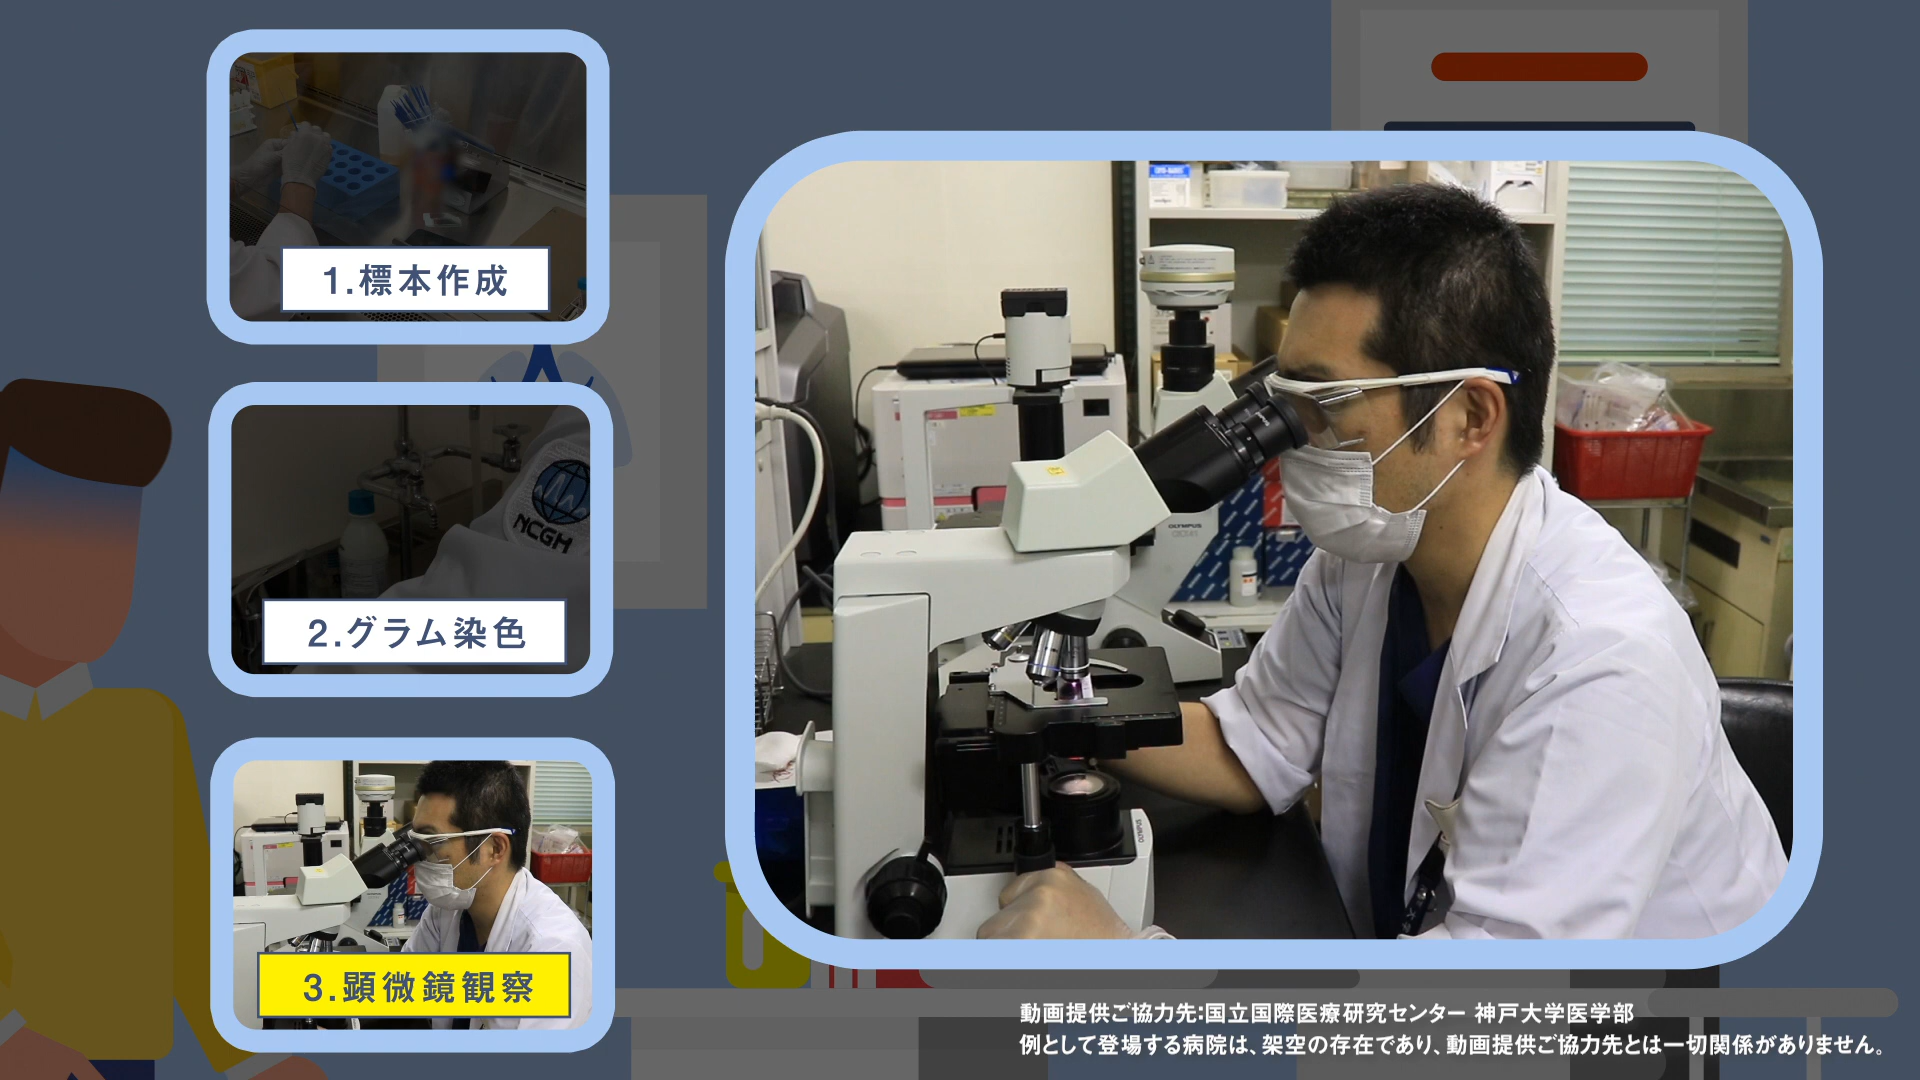 1.標本作成
NCGM
2.グラム染色
3.顕微鏡観察
OLYMPUS
OLYMPUS
動画提供ご協力先:国立国際医療研究センター 神戸大学医学部
例として登場する病院は、架空の存在であり、動画提供ご協力先とは一切関係がありません。